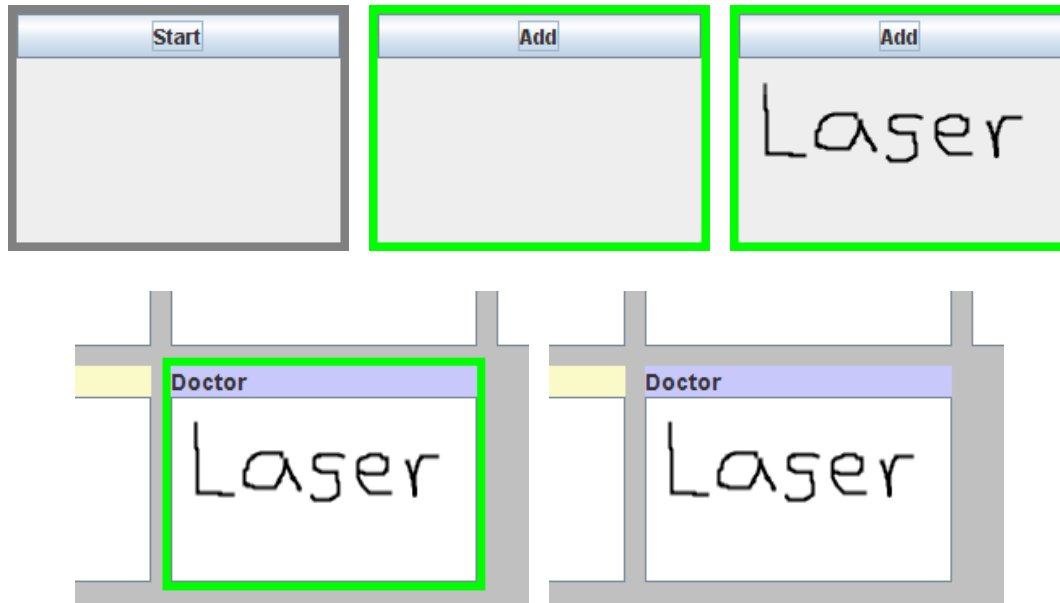 Start
Add
Add
Laser
Doctor
Laser
Doctor
Laser